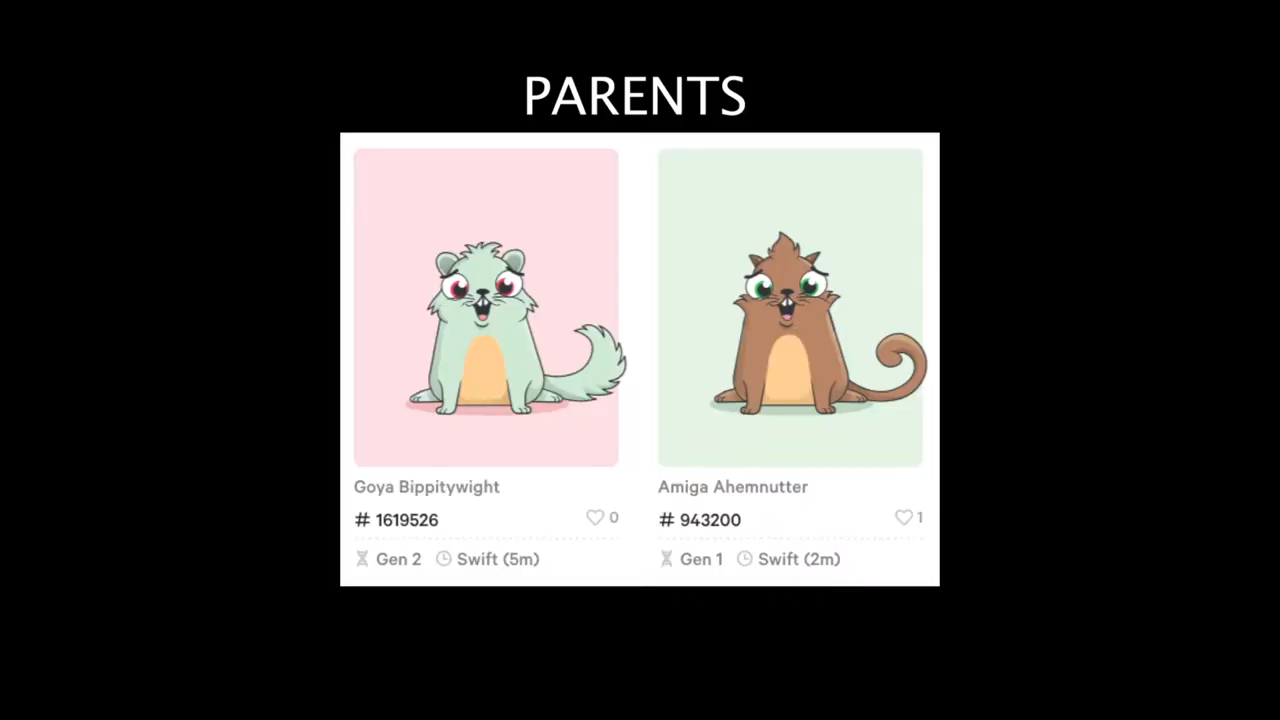 PARENTS
Goya Bippitywight
Amiga Ahemnutter
# 1619526
0
# 943200
1
Gen 2
Swift (5m)
Gen 1
Swift (2m)